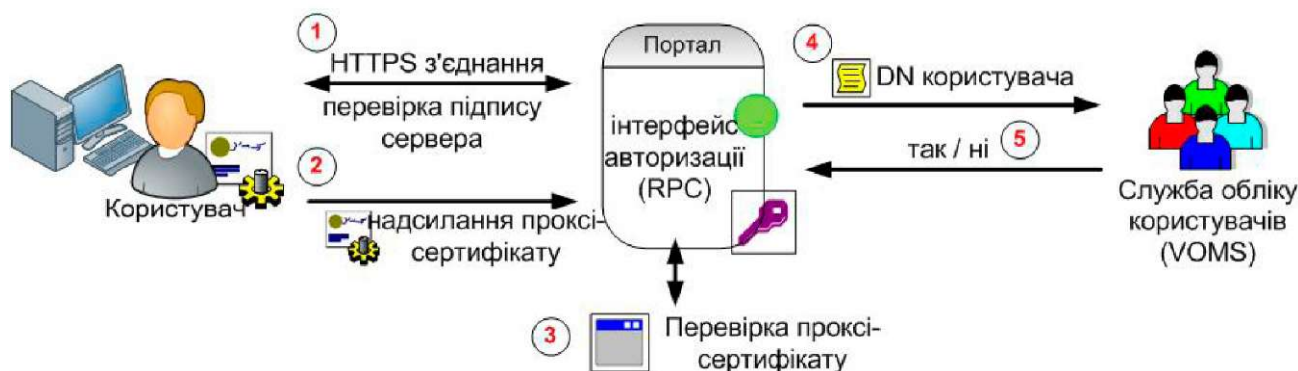 1
HTTPS з'єднання
перевірка підпису
сервера
Користувач
2
надсилання проксі-
сертифікату
Портал
інтерфейс
авторизації
(RPC)
3
Перевірка проксі-
сертифікату
4
DN користувача
так / ні
5
Служба обліку
користувачів
(VOMS)